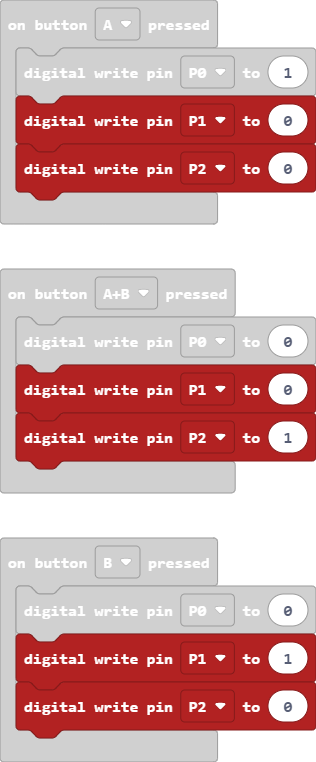 on button A pressed
digital write pin P0 to 1
digital write pin P1 to 0
digital write pin P2 to 0
on button A+B pressed
digital write pin P0 to 0
digital write pin P1 to 0
digital write pin P2 to 1
on button B pressed
digital write pin P0 to 0
digital write pin P1 to 1
digital write pin P2 to 0